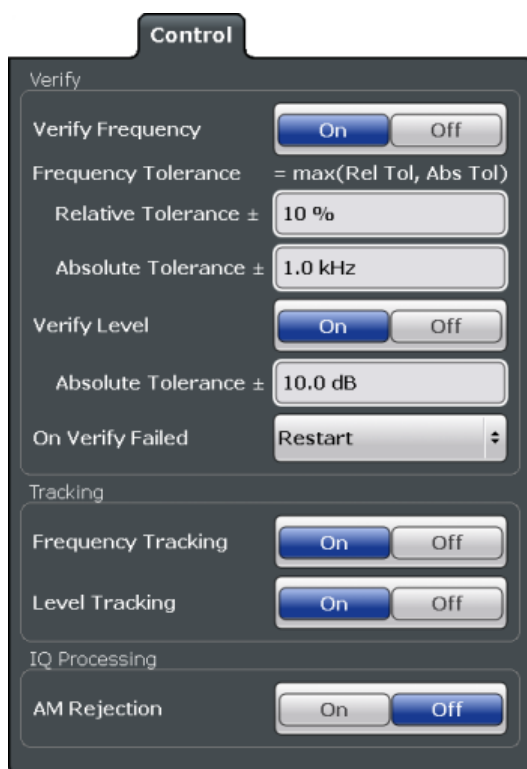 Control
Verify
Verify Frequency On Off
Frequency Tolerance = max(Rel Tol, Abs Tol)
Relative Tolerance ± 10 %
Absolute Tolerance ± 1.0 kHz
Verify Level On Off
Absolute Tolerance ± 10.0 dB
On Verify Failed Restart
Tracking
Frequency Tracking On Off
Level Tracking On Off
IQ Processing
AM Rejection On Off